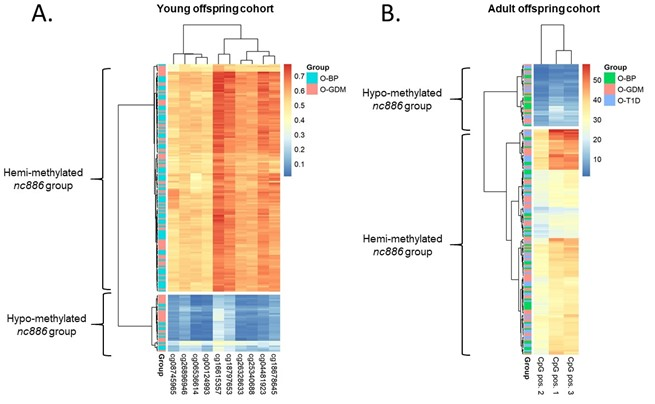 A.
Young offspring cohort
Hemi-methylated
nc886 group
Hypo-methylated
nc886 group
Group
O-BP
O-GDM
0.7
0.6
0.5
0.4
0.3
0.2
0.1
Group
cg08745965
cg26896946
cg06536614
cg00124993
cg16615357
cg18797653
cg26328633
cg25340688
cg04481923
cg18678645
B.
Adult offspring cohort
Hypo-methylated
nc886 group
Hemi-methylated
nc886 group
50
40
30
20
10
Group
O-BP
O-GDM
O-T1D
Group
CpG pos. 2
CpG pos. 1
CpG pos. 3